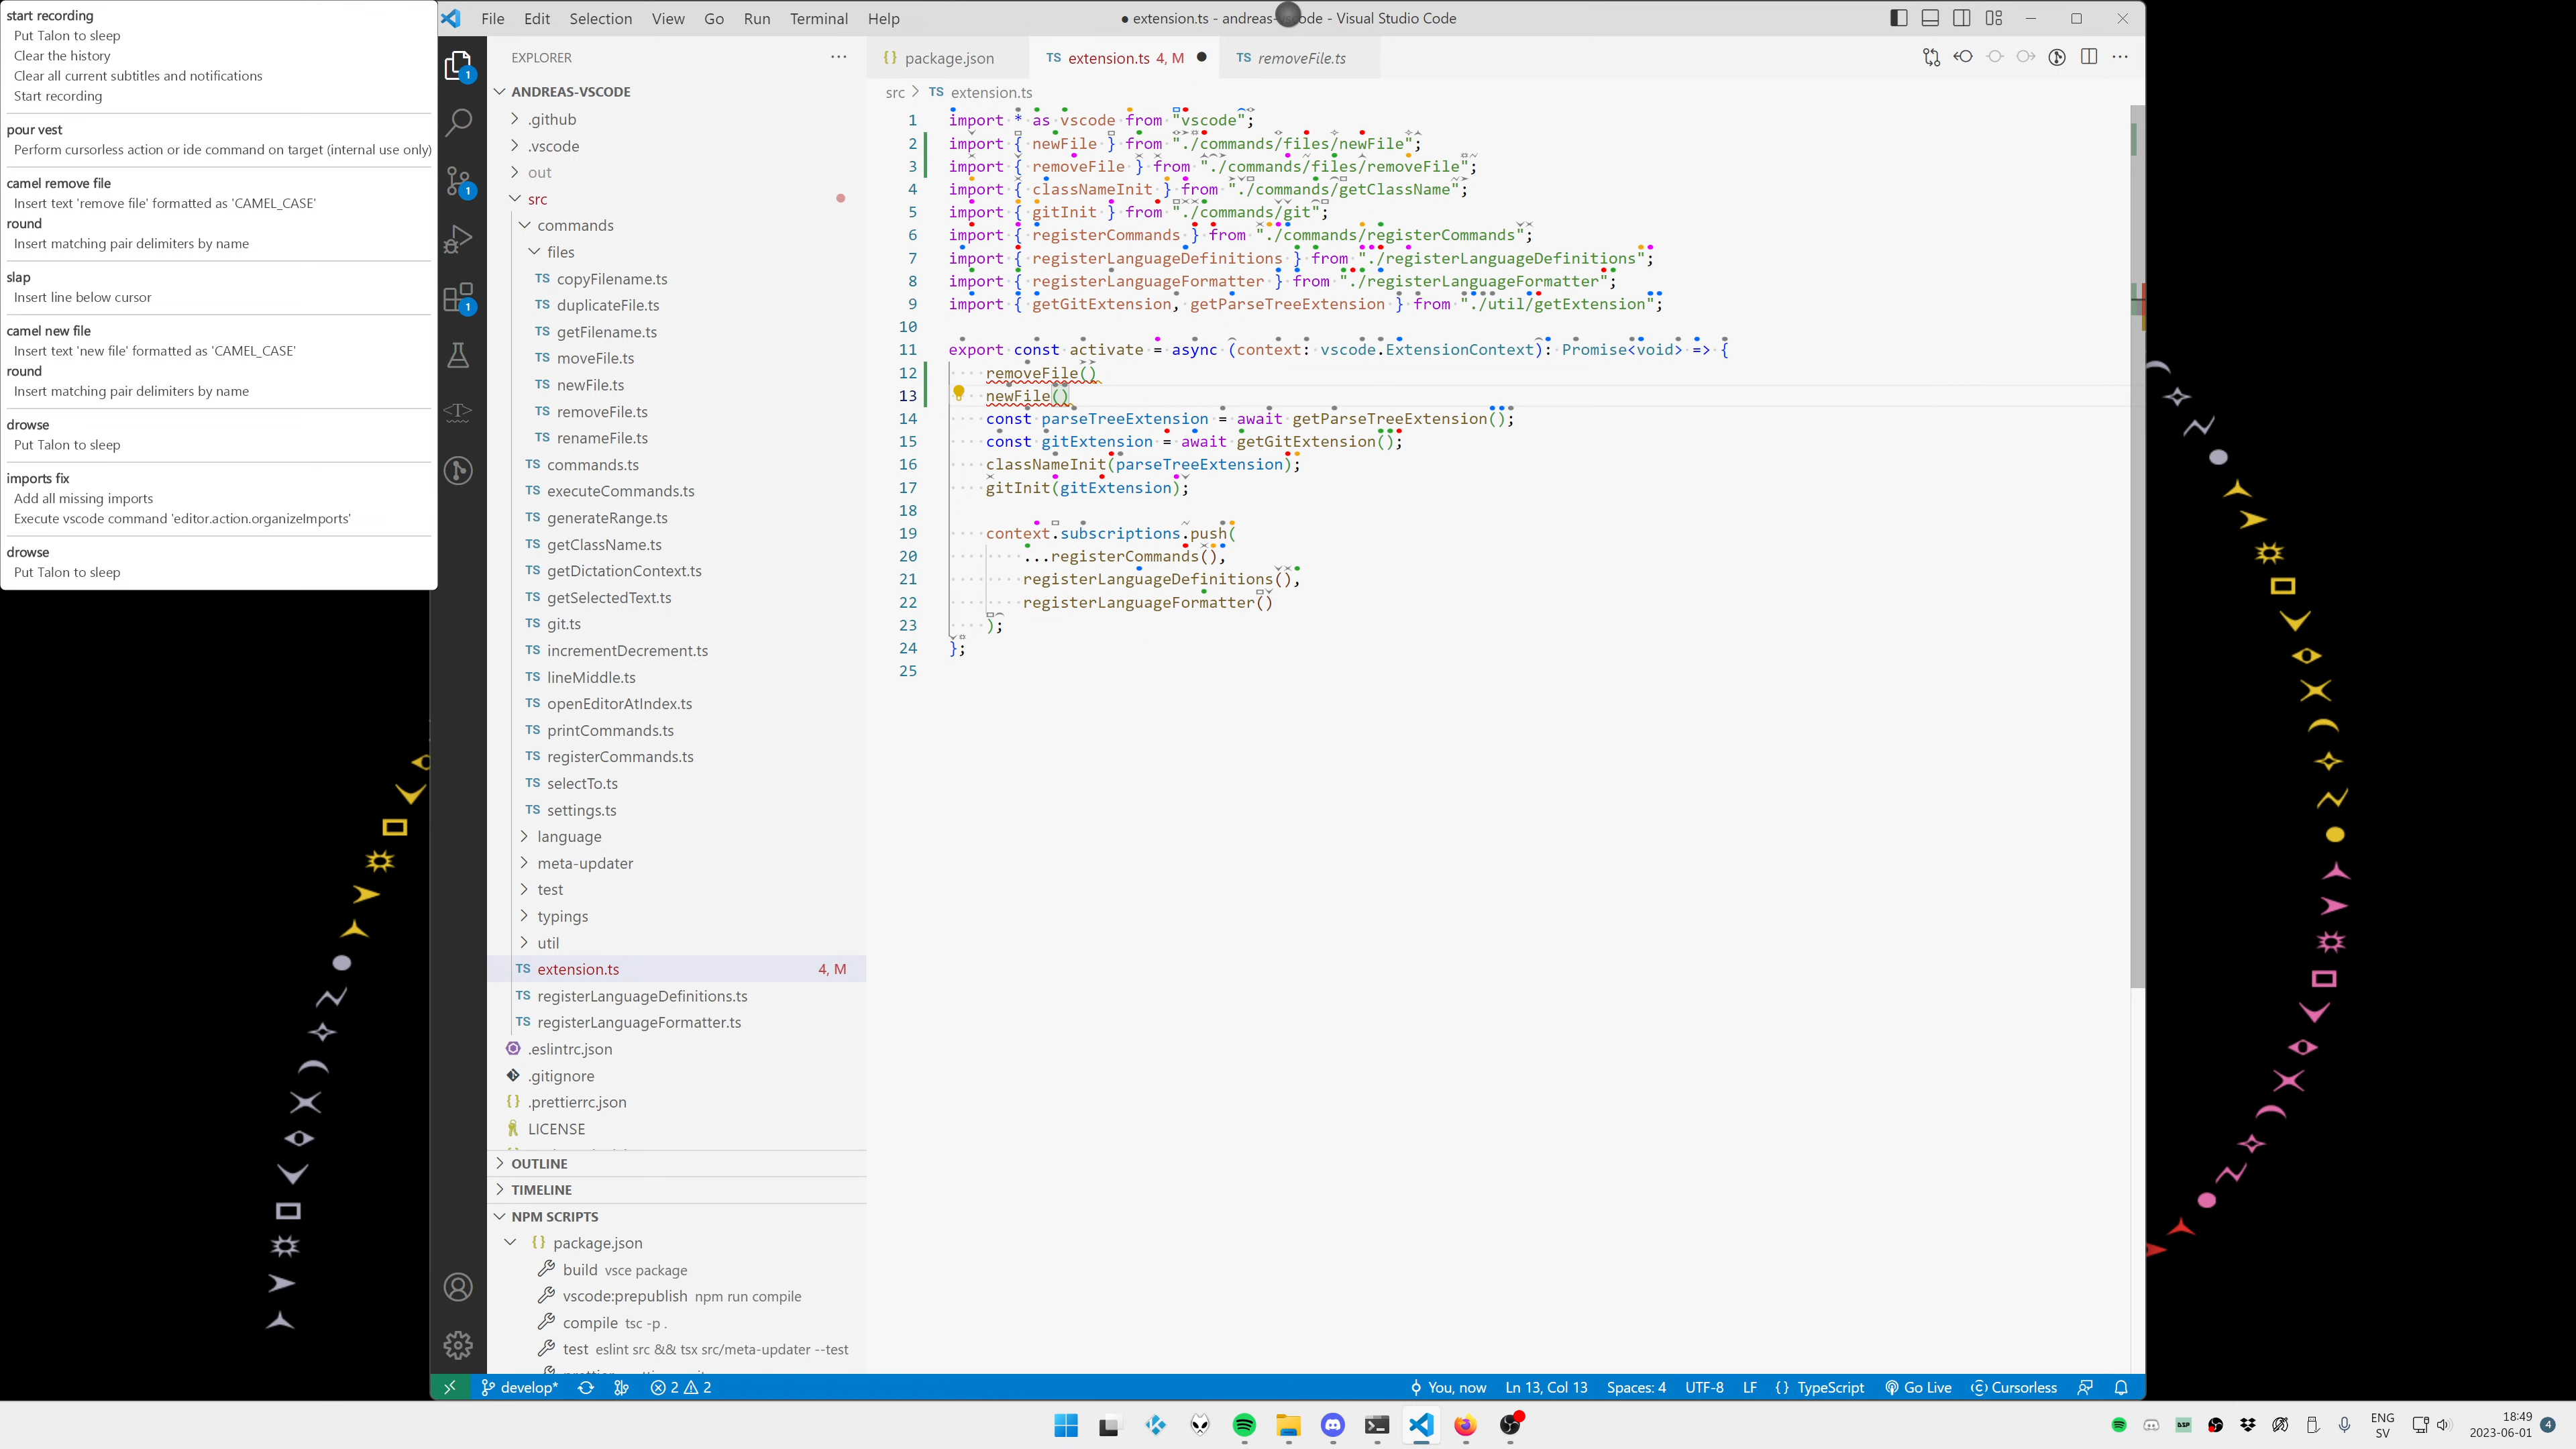 start recording
Put Talon to sleep
Clear the history
Clear all current subtitles and notifications
Start recording
pour vest
Perform cursorless action or ide command on target (internal use only)
camel remove file
Insert text 'remove file' formatted as 'CAMEL_CASE'
round
Insert matching pair delimiters by name
slap
Insert line below cursor
camel new file
Insert text 'new file' formatted as 'CAMEL_CASE'
round
Insert matching pair delimiters by name
drowse
Put Talon to sleep
imports fix
Add all missing imports
Execute vscode command 'editor.action.organizeImports'
drowse
Put Talon to sleep
File Edit Selection View Go Run Terminal Help
● extension.ts - andreas-vscode - Visual Studio Code
EXPLORER
ANDREAS-VSCODE
.github
.vscode
out
src
commands
files
TS copyFilename.ts
TS duplicateFile.ts
TS getFilename.ts
TS moveFile.ts
TS newFile.ts
TS removeFile.ts
TS renameFile.ts
TS commands.ts
TS executeCommands.ts
TS generateRange.ts
TS getClassName.ts
TS getDictationContext.ts
TS getSelectedText.ts
TS git.ts
TS incrementDecrement.ts
TS lineMiddle.ts
TS openEditorAtIndex.ts
TS printCommands.ts
TS registerCommands.ts
TS selectTo.ts
TS settings.ts
language
meta-updater
test
typings
util
TS extension.ts 4, M
TS registerLanguageDefinitions.ts
TS registerLanguageFormatter.ts
.eslintrc.json
.gitignore
{} .prettierrc.json
LICENSE
OUTLINE
TIMELINE
NPM SCRIPTS
{} package.json
build vsce package
vscode:prepublish npm run compile
compile tsc -p .
test eslint src && tsx src/meta-updater --test
{} package.json
TS extension.ts 4, M ●
TS removeFile.ts
src > TS extension.ts
1 import * as vscode from "vscode";
2 import { newFile } from "./commands/files/newFile";
3 import { removeFile } from "./commands/files/removeFile";
4 import { classNameInit } from "./commands/getClassName";
5 import { gitInit } from "./commands/git";
6 import { registerCommands } from "./commands/registerCommands";
7 import { registerLanguageDefinitions } from "./registerLanguageDefinitions";
8 import { registerLanguageFormatter } from "./registerLanguageFormatter";
9 import { getGitExtension, getParseTreeExtension } from "./util/getExtension";
10
11 export const activate = async (context: vscode.ExtensionContext): Promise<void> => {
12 removeFile()
13 newFile()
14 const parseTreeExtension = await getParseTreeExtension();
15 const gitExtension = await getGitExtension();
16 classNameInit(parseTreeExtension);
17 gitInit(gitExtension);
18
19 context.subscriptions.push(
20 ...registerCommands(),
21 registerLanguageDefinitions(),
22 registerLanguageFormatter()
23 );
24 };
25
1
1
1
develop* 2 2
You, now Ln 13, Col 13 Spaces: 4 UTF-8 LF {} TypeScript Go Live Cursorless
ENG
SV
18:49
2023-06-01
4